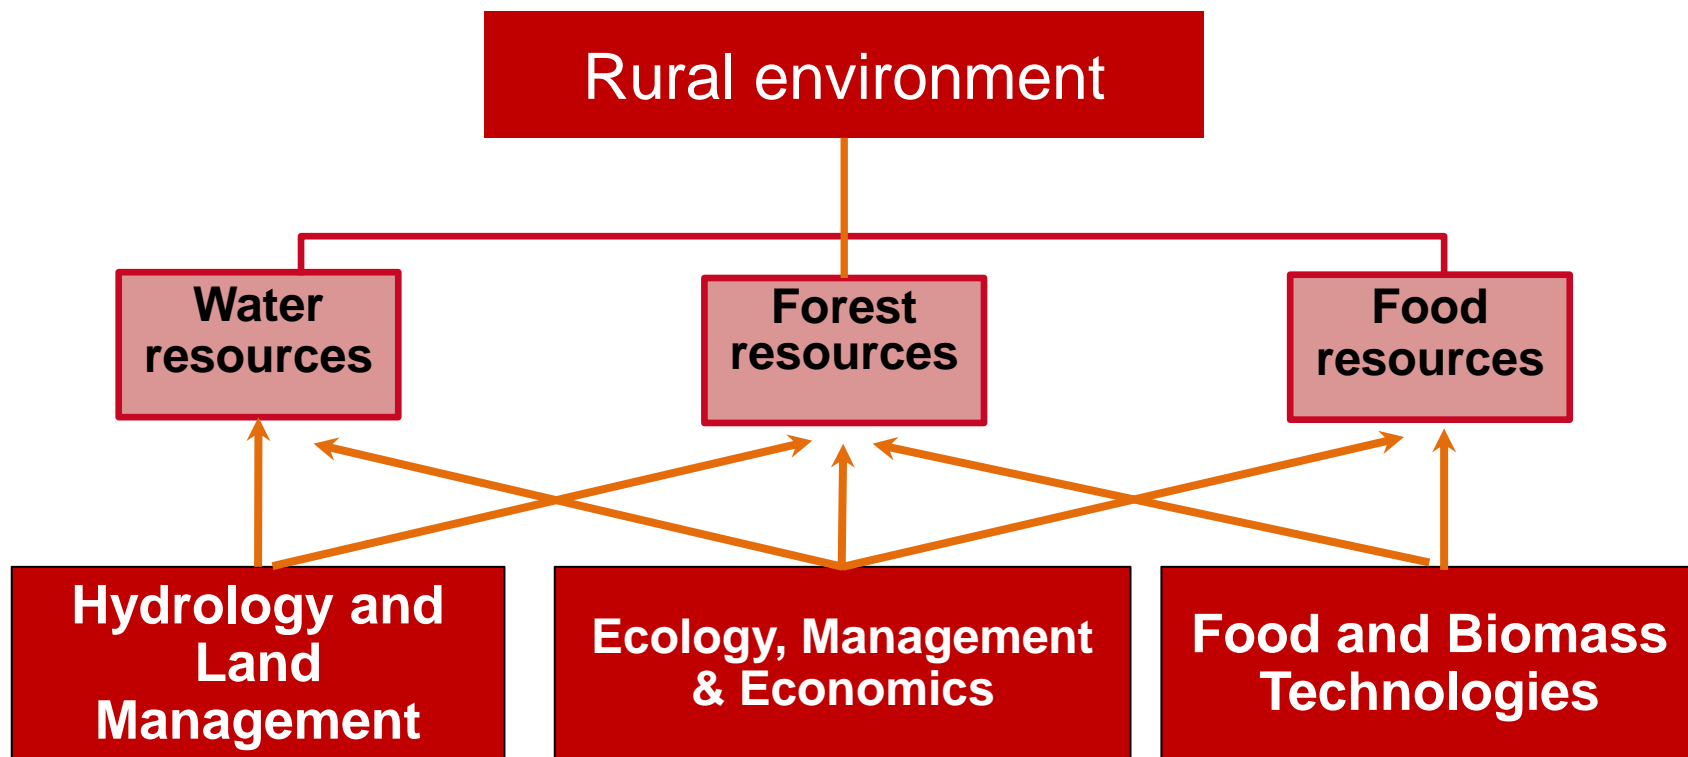 Rural environment
Water
resources
Forest
resources
Food
resources
Hydrology and
Land
Management
Ecology, Management
& Economics
Food and Biomass
Technologies